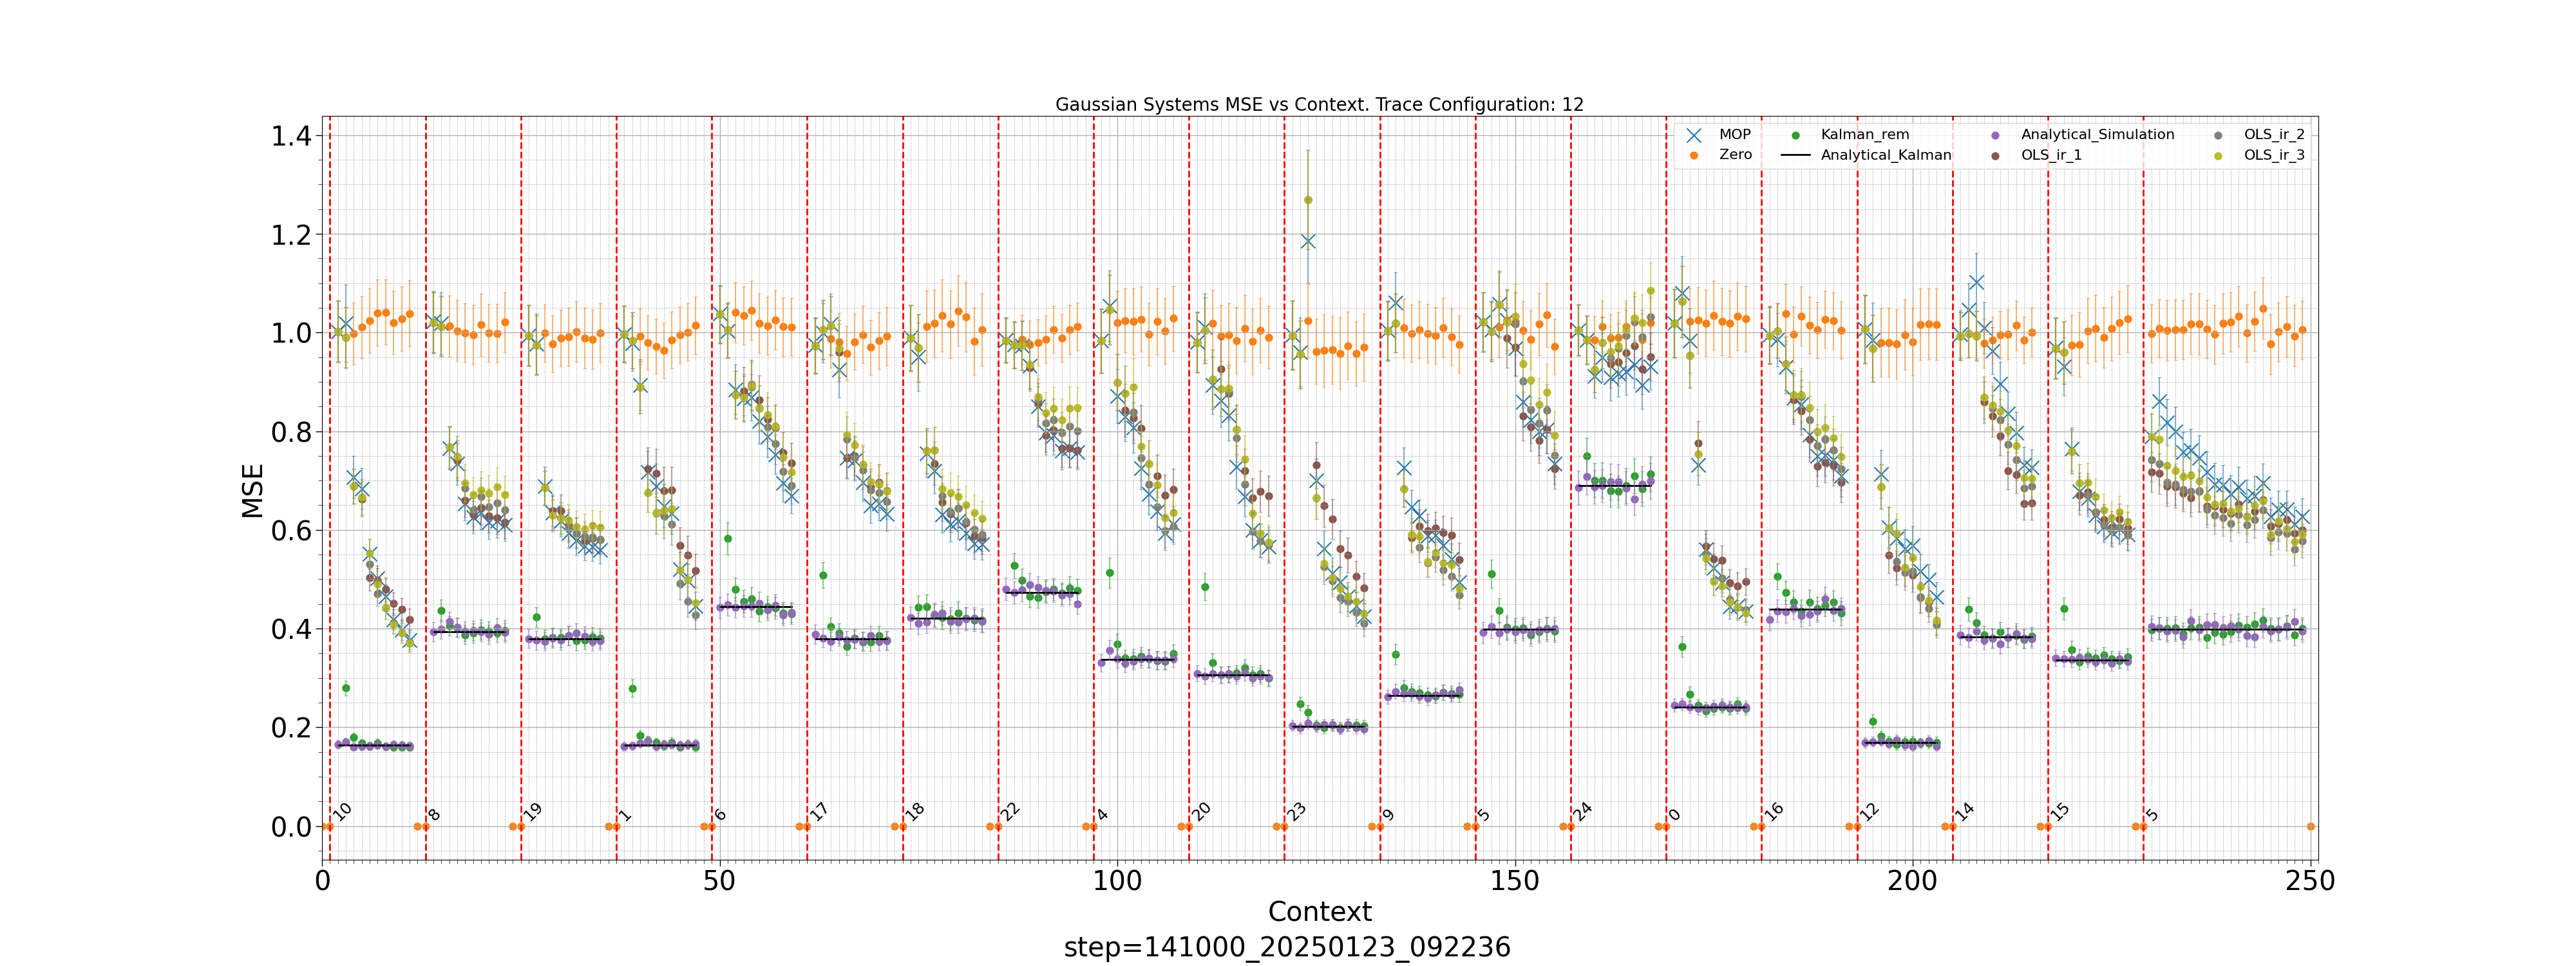 Gaussian Systems MSE vs Context. Trace Configuration: 12
MOP
Zero
Kalman_rem
Analytical_Kalman
Analytical_Simulation
OLS_ir_1
OLS_ir_2
OLS_ir_3
MSE
1.4
1.2
1.0
0.8
0.6
0.4
0.2
0.0
10 8 19 1 6 17 18 22 4 20 23 9 5 24 0 16 12 14 15 5
0 50 100 150 200 250
Context
step=141000_20250123_092236